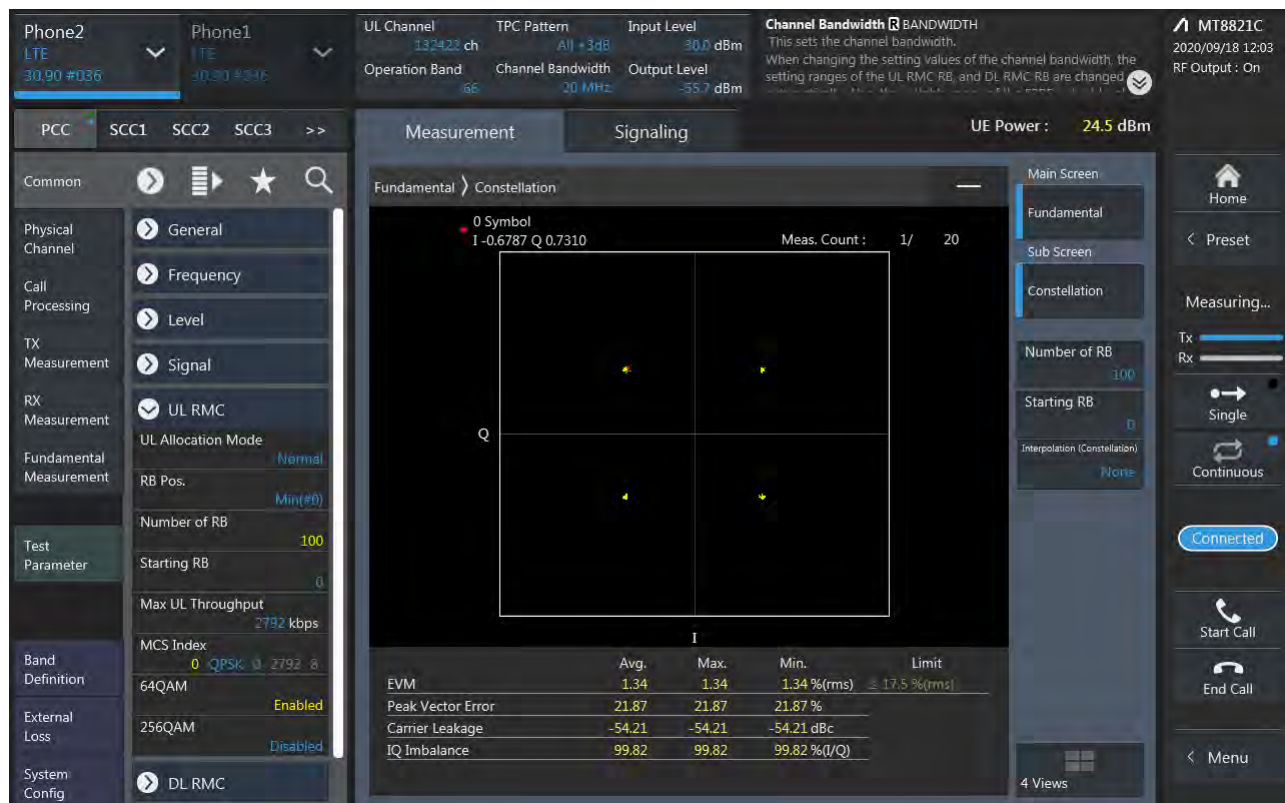 Phone2
LTE
30.90 #036
Phone1
LTE
30.90 #036
UL Channel
132422 ch
Operation Band
66
TPC Pattern
All +3dB
Channel Bandwidth
20 MHz
Input Level
30.0 dBm
Output Level
-55.7 dBm
Channel Bandwidth R BANDWIDTH
This sets the channel bandwidth.
When changing the setting values of the channel bandwidth, the
setting ranges of the UL RMC RB, and DL RMC RB are changed
MT8821C
2020/09/18 12:03
RF Output : On
PCC SCC1 SCC2 SCC3 >>
Measurement
Signaling
UE Power : 24.5 dBm
Common
Physical
Channel
Call
Processing
TX
Measurement
RX
Measurement
Fundamental
Measurement
Test
Parameter
Band
Definition
External
Loss
System
Config
General
Frequency
Level
Signal
UL RMC
UL Allocation Mode
Normal
RB Pos.
Min(#0)
Number of RB
100
Starting RB
0
Max UL Throughput
2792 kbps
MCS Index
0 QPSK 0 2792 8
64QAM
Enabled
256QAM
Disabled
DL RMC
Fundamental 〉 Constellation
0 Symbol
I -0.6787 Q 0.7310
Meas. Count : 1/ 20
Q
I
Avg. Max. Min. Limit
EVM 1.34 1.34 1.34 %(rms) ≤ 17.5 %(rms)
Peak Vector Error 21.87 21.87 21.87 %
Carrier Leakage -54.21 -54.21 -54.21 dBc
IQ Imbalance 99.82 99.82 99.82 %(I/Q)
Main Screen
Fundamental
Sub Screen
Constellation
Number of RB
100
Starting RB
0
Interpolation (Constellation)
None
4 Views
Home
< Preset
Measuring...
Tx
Rx
Single
Continuous
Connected
Start Call
End Call
< Menu